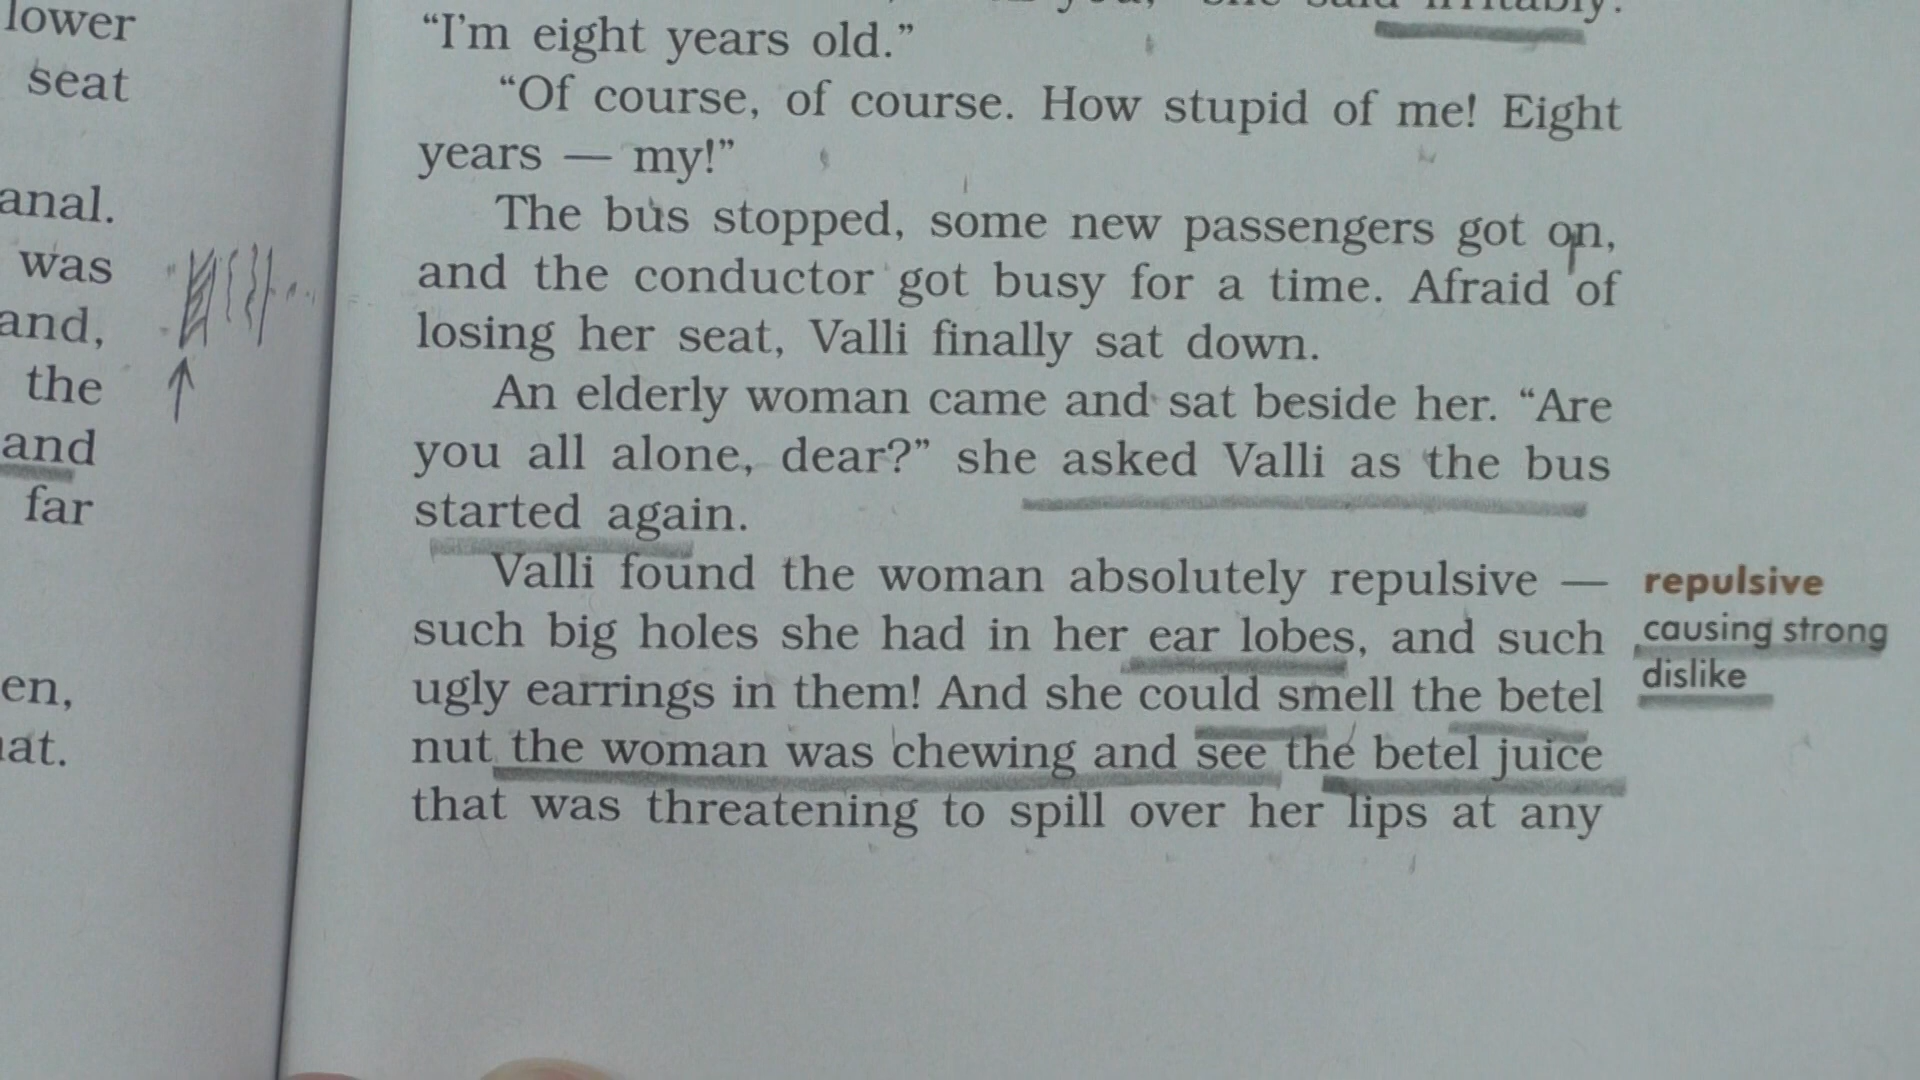 lower
seat
was
the
and
far
she said irritably.
"I'm eight years old."
"Of course, of course. How stupid of me! Eight
years — my!"
The bus stopped, some new passengers got on,
and the conductor got busy for a time. Afraid of
losing her seat, Valli finally sat down.
An elderly woman came and sat beside her. "Are
you all alone, dear?" she asked Valli as the bus
started again.
Valli found the woman absolutely repulsive —
such big holes she had in her ear lobes, and such
ugly earrings in them! And she could smell the betel
nut the woman was chewing and see the betel juice
that was threatening to spill over her lips at any
repulsive
causing strong
dislike